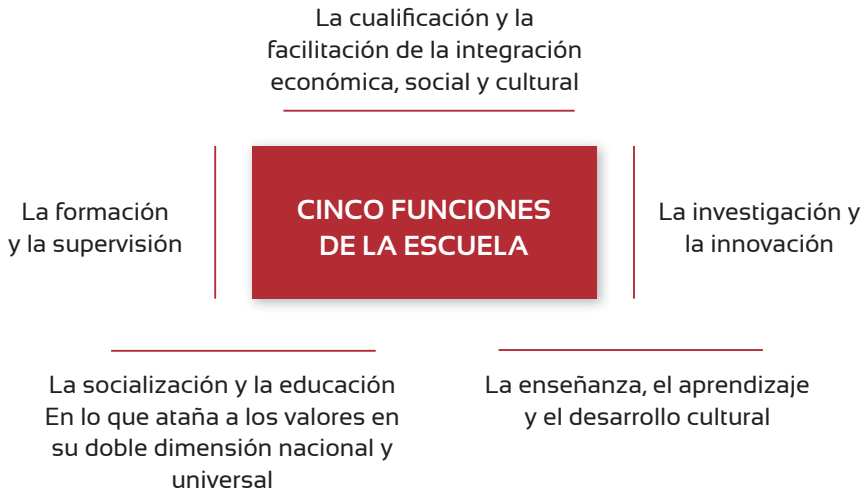 La cualificación y la
facilitación de la integración
económica, social y cultural
La formación
y la supervisión
CINCO FUNCIONES
DE LA ESCUELA
La investigación y
la innovación
La socialización y la educación
En lo que ataña a los valores en
su doble dimensión nacional y
universal
La enseñanza, el aprendizaje
y el desarrollo cultural